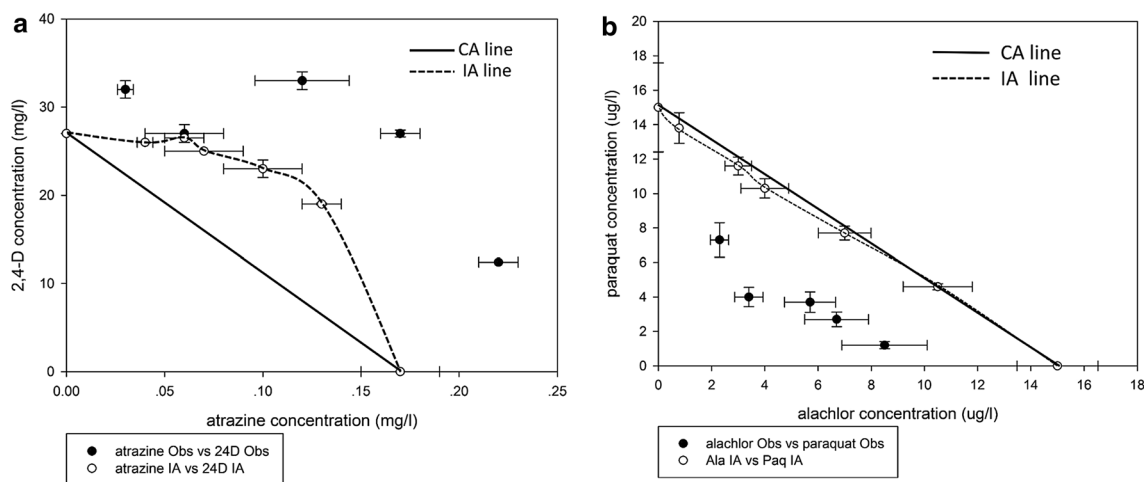 a
40
30
20
10
0
2,4-D concentration (mg/l)
CA line
IA line
0.00
.05
.10
.15
.20
.25
atrazine concentration (mg/l)
atrazine Obs vs 24D Obs
atrazine IA vs 24D IA
b
20
18
16
14
12
10
8
6
4
2
0
paraquat concentration (ug/l)
CA line
IA line
0
2
4
6
8
10
12
14
16
18
alachlor concentration (ug/l)
alachlor Obs vs paraquat Obs
Ala IA vs Paq IA